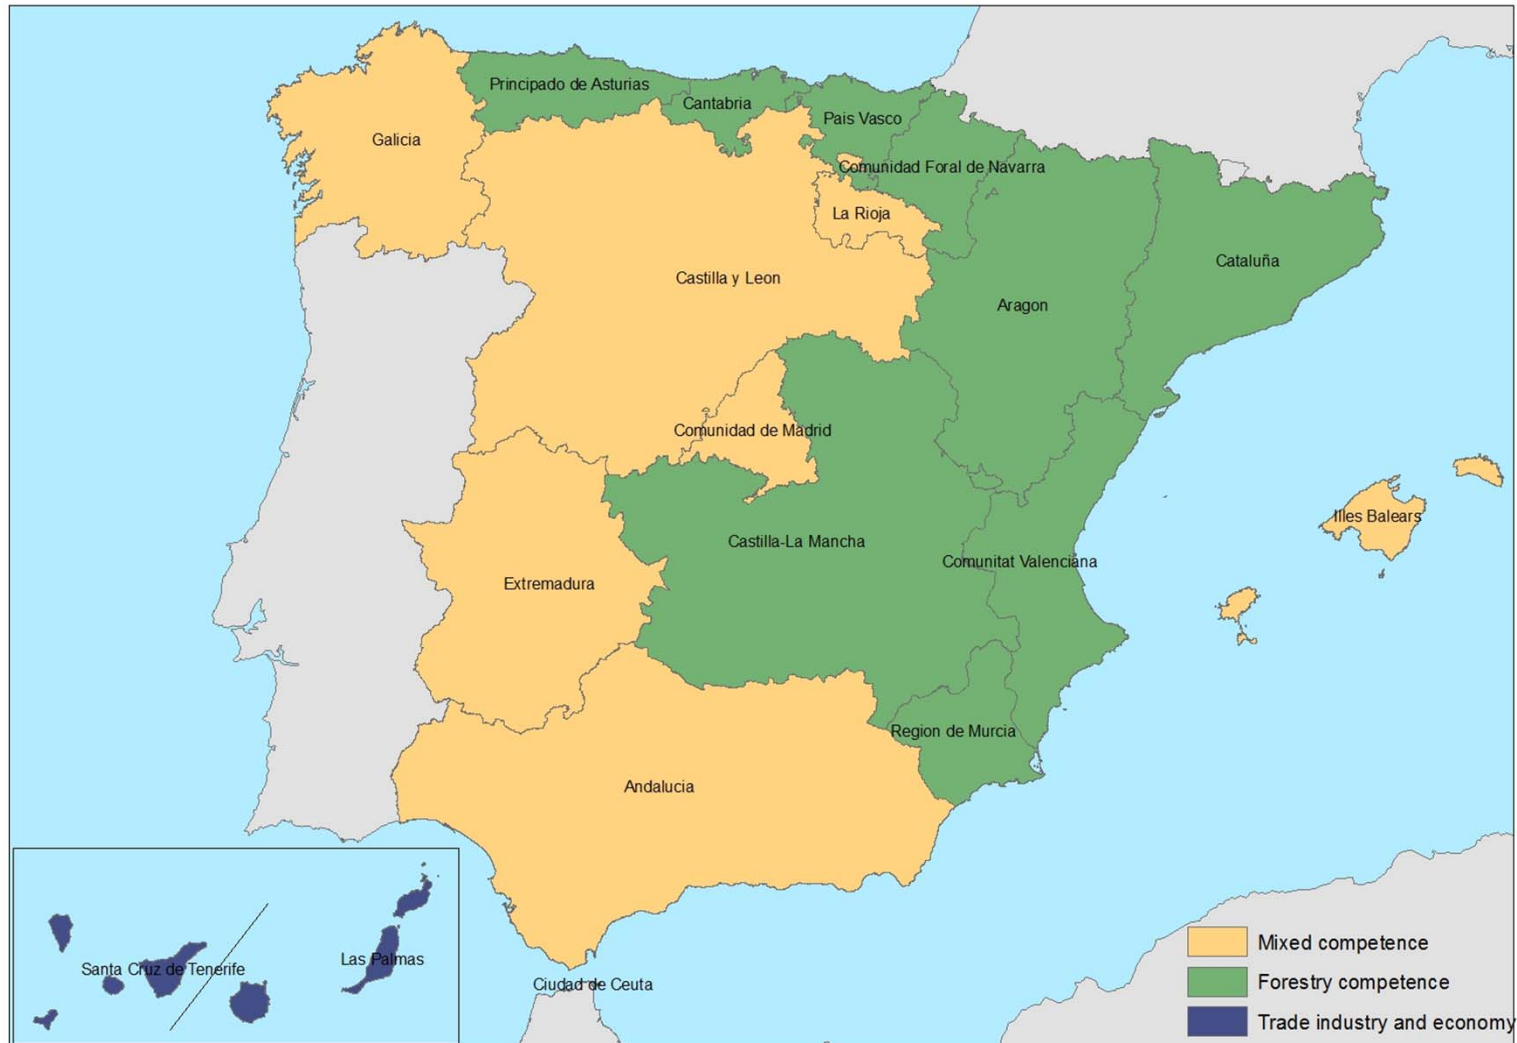 Principado de Asturias
Cantabria
Pais Vasco
Galicia
Comunidad Foral de Navarra
La Rioja
Cataluña
Castilla y Leon
Aragon
Comunidad de Madrid
Illes Balears
Castilla-La Mancha
Comunitat Valenciana
Extremadura
Region de Murcia
Andalucia
Santa Cruz de Tenerife
Las Palmas
Ciudad de Ceuta
Mixed competence
Forestry competence
Trade industry and economy